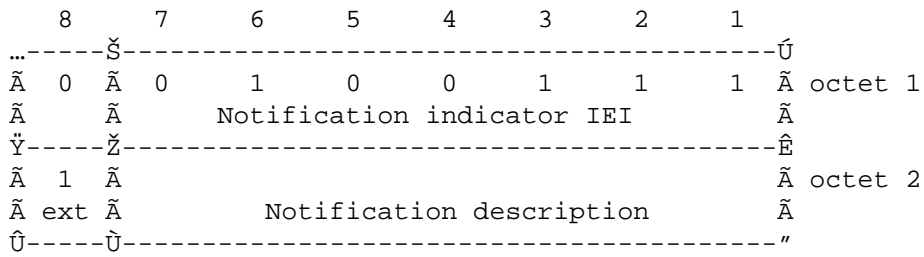 8 7 6 5 4 3 2 1
…-----Š-----------------------------------------Ú
Ã 0 Ã 0 1 0 0 1 1 1 Ã octet 1
Ã Ã Notification indicator IEI Ã
Ÿ-----Ž-----------------------------------------Ê
Ã 1 Ã Ã octet 2
Ã ext Ã Notification description Ã
Û-----Ù-----------------------------------------"